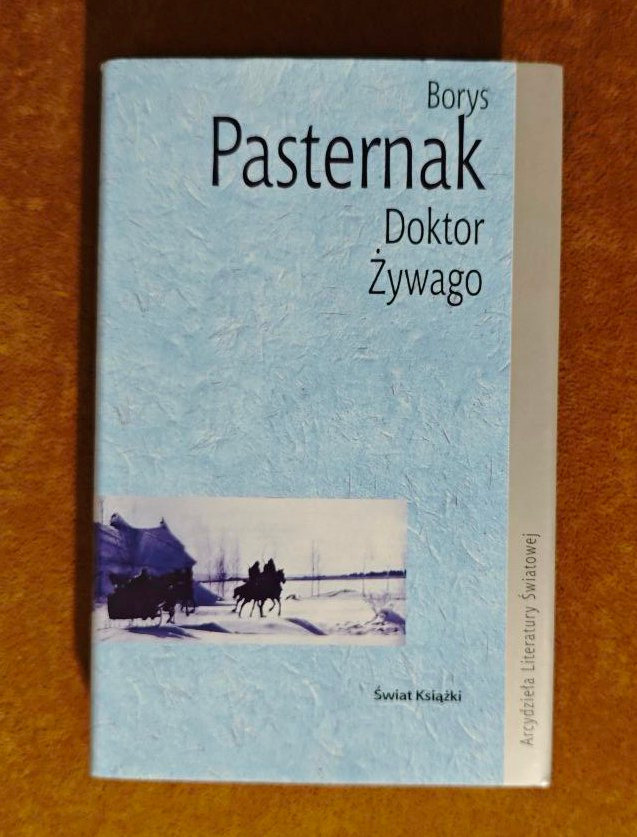 Borys
Pasternak
Doktor
Żywago
Świat Książki
Arcydzieła Literatury Światowej